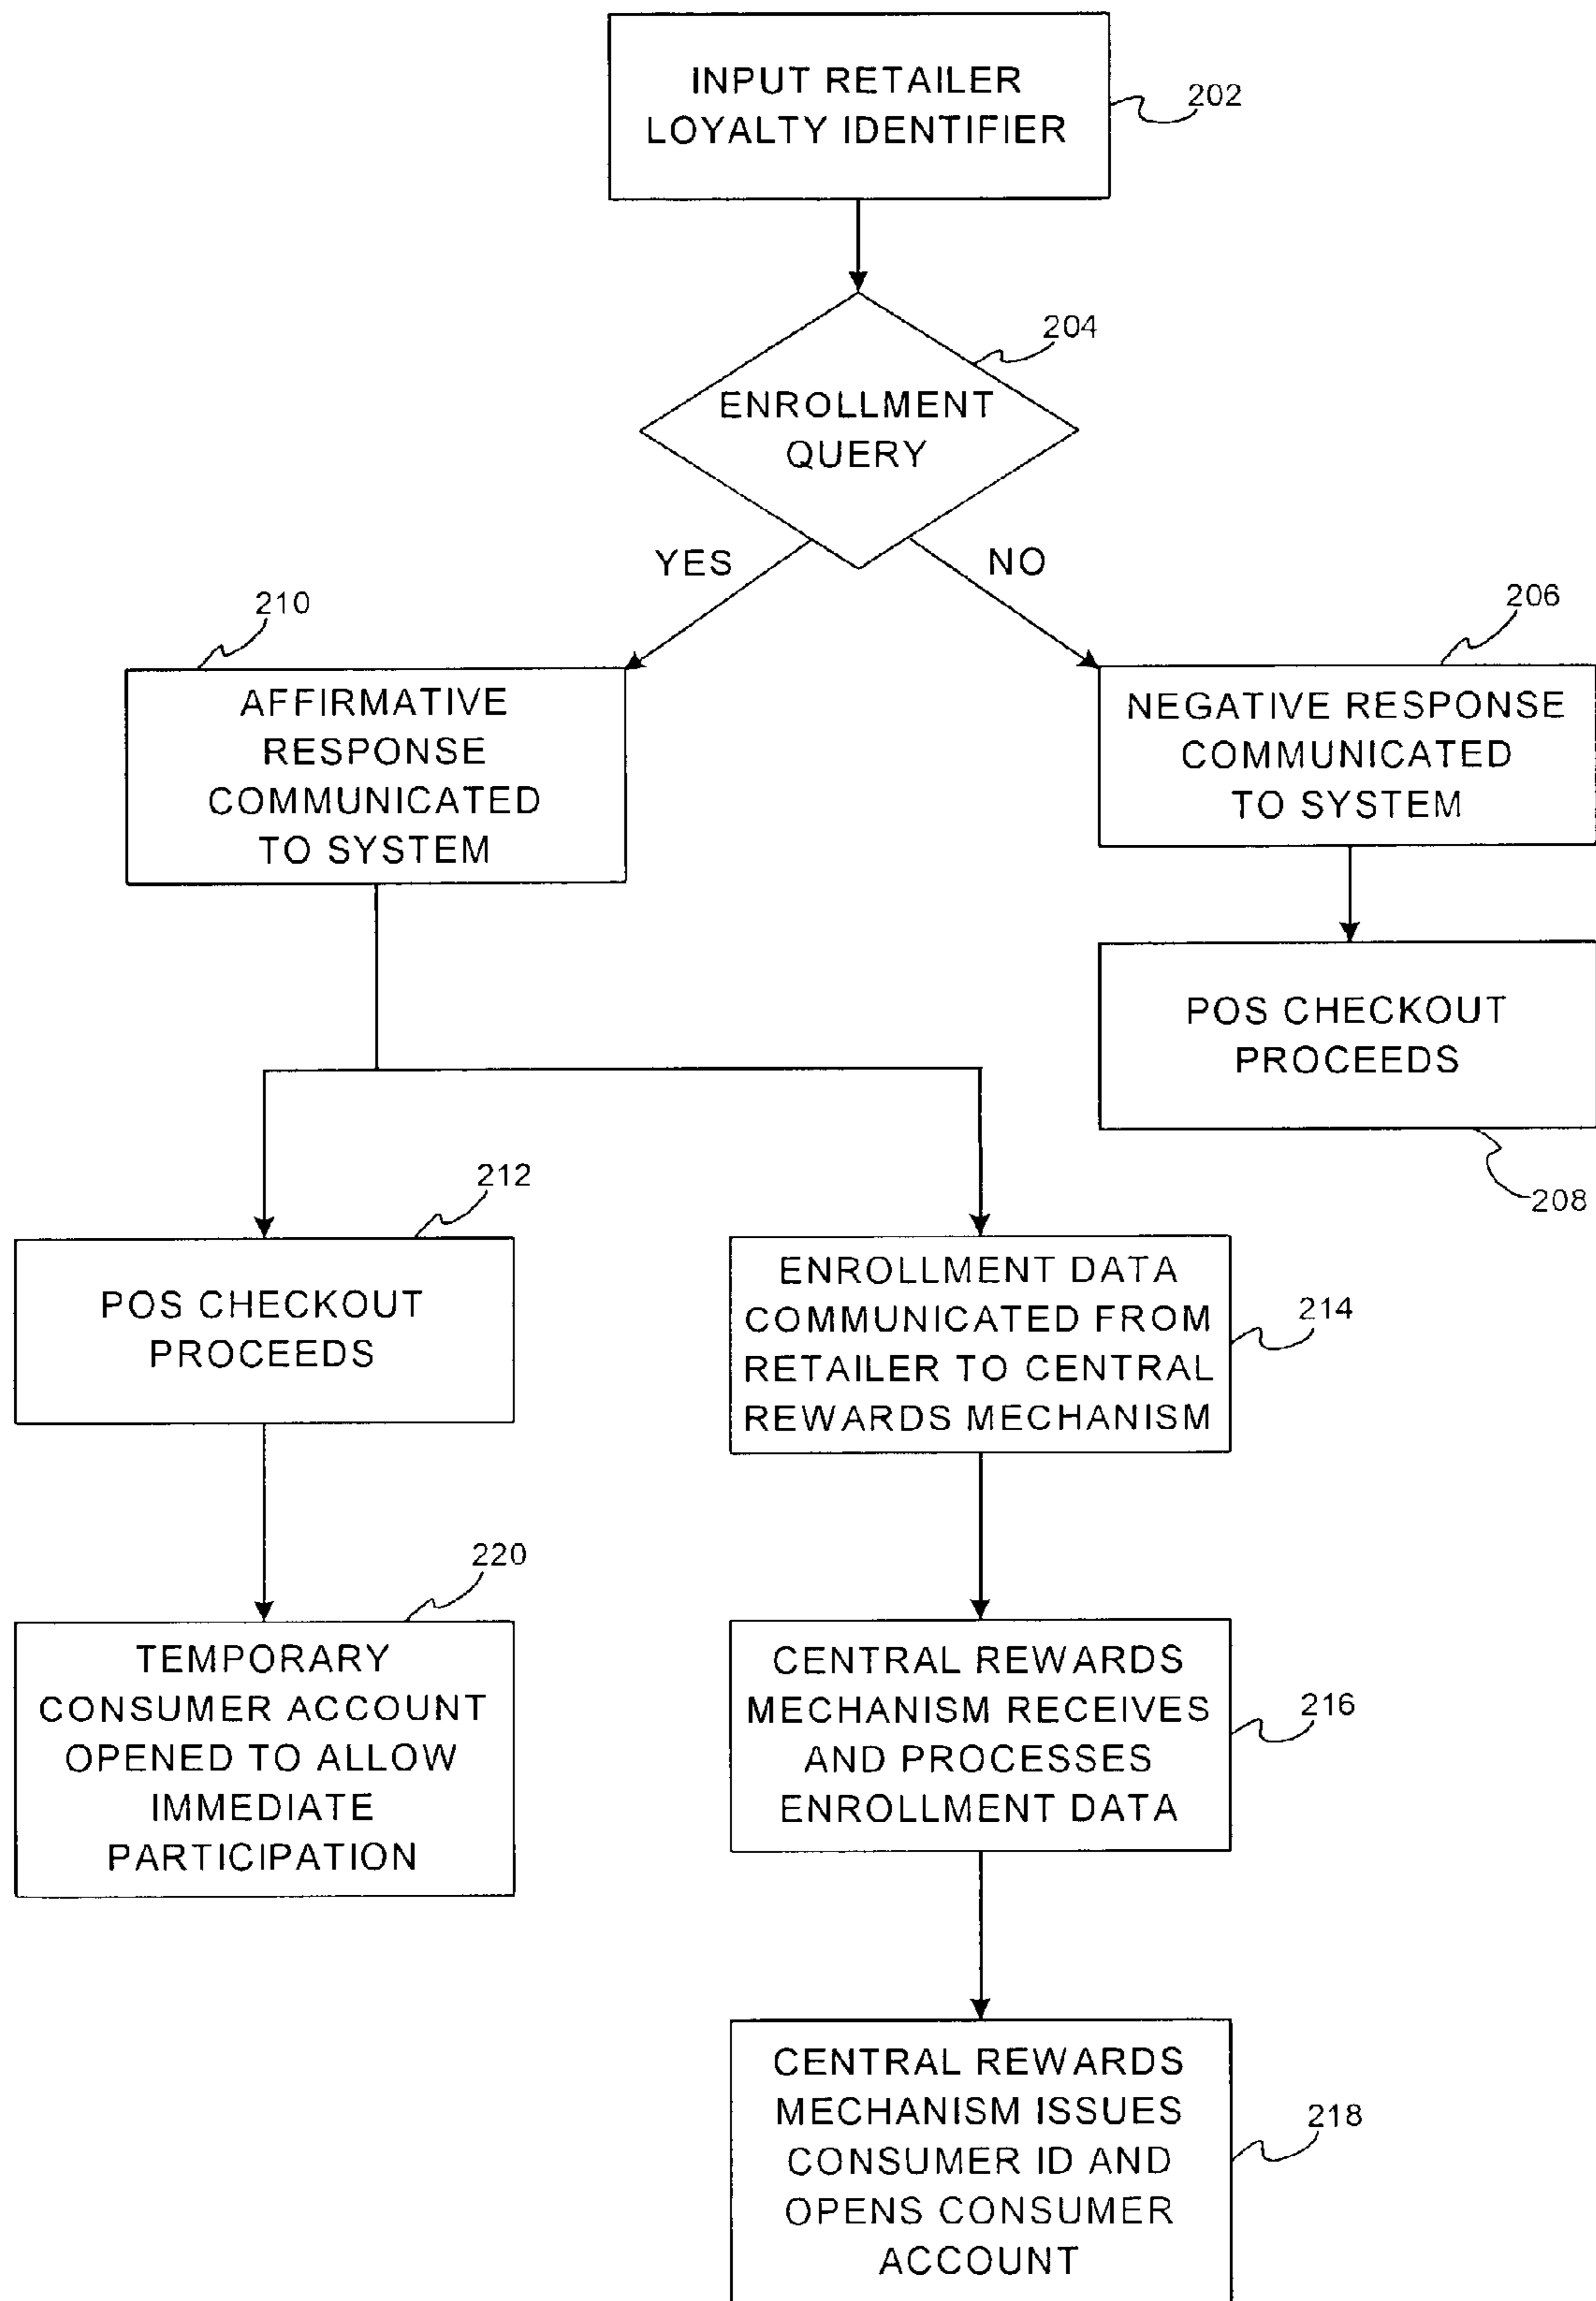 INPUT RETAILER
LOYALTY IDENTIFIER
202
204
ENROLLMENT
QUERY
YES
NO
210
206
AFFIRMATIVE
RESPONSE
COMMUNICATED
TO SYSTEM
NEGATIVE RESPONSE
COMMUNICATED
TO SYSTEM
POS CHECKOUT
PROCEEDS
208
212
POS CHECKOUT
PROCEEDS
ENROLLMENT DATA
COMMUNICATED FROM
RETAILER TO CENTRAL
REWARDS MECHANISM
214
220
TEMPORARY
CONSUMER ACCOUNT
OPENED TO ALLOW
IMMEDIATE
PARTICIPATION
CENTRAL REWARDS
MECHANISM RECEIVES
AND PROCESSES
ENROLLMENT DATA
216
CENTRAL REWARDS
MECHANISM ISSUES
CONSUMER ID AND
OPENS CONSUMER
ACCOUNT
218